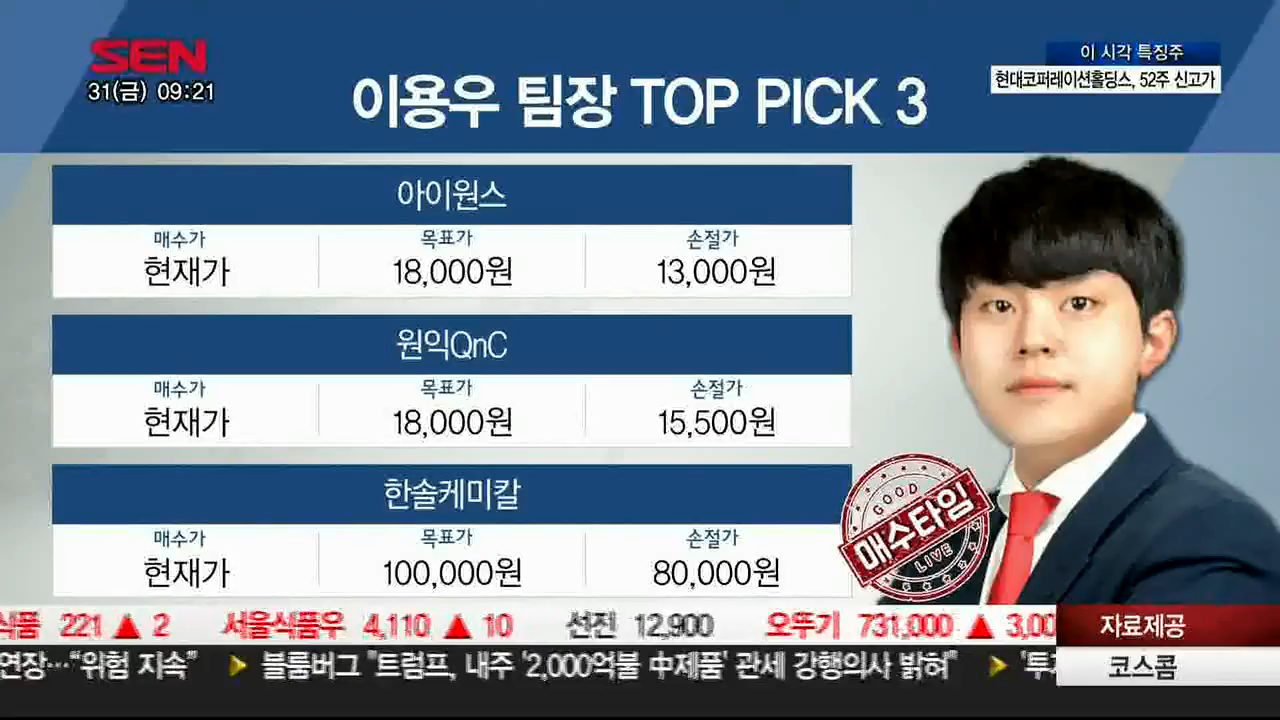 SEN
31(금) 09:21
이용우 팀장 TOP PICK 3
이 시각 특징주
현대코퍼레이션홀딩스, 52주 신고가
아이원스
매수가 목표가 손절가
현재가 18,000원 13,000원
원익QnC
매수가 목표가 손절가
현재가 18,000원 15,500원
한솔케미칼
매수가 목표가 손절가
현재가 100,000원 80,000원
GOOD
매수타임
LIVE
식품 221 ▲ 2 서울식품우 4,110 ▲ 10 선진 12,900 오뚜기 731,000 ▲ 3,00
자료제공
연장…“위험 지속” ▶ 블룸버그 "트럼프, 내주 '2,000억불 中제품' 관세 강행의사 밝혀" ▶ '투자
코스콤